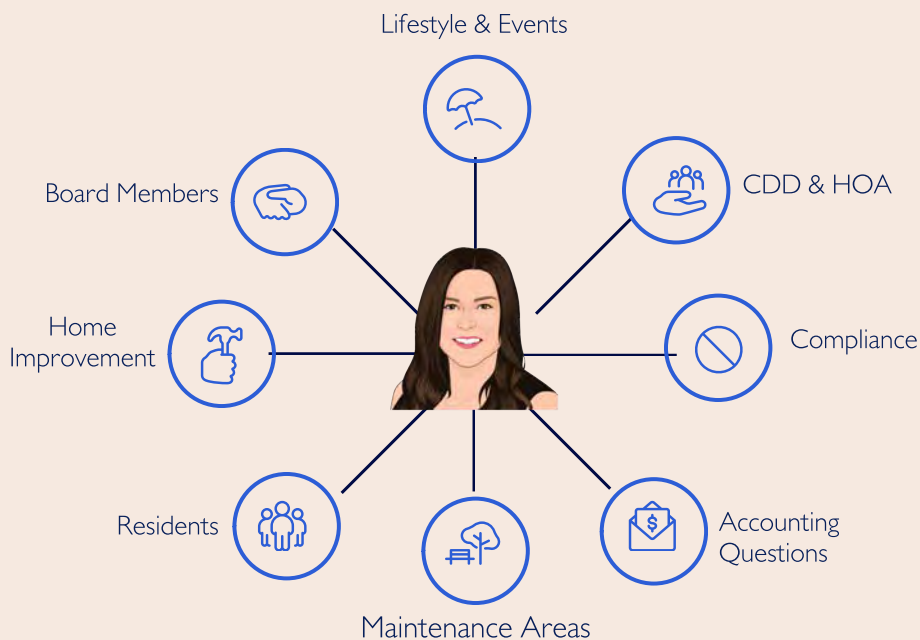 Lifestyle & Events
Board Members
CDD & HOA
Home
Improvement
Compliance
Residents
Accounting
Questions
$
Maintenance Areas